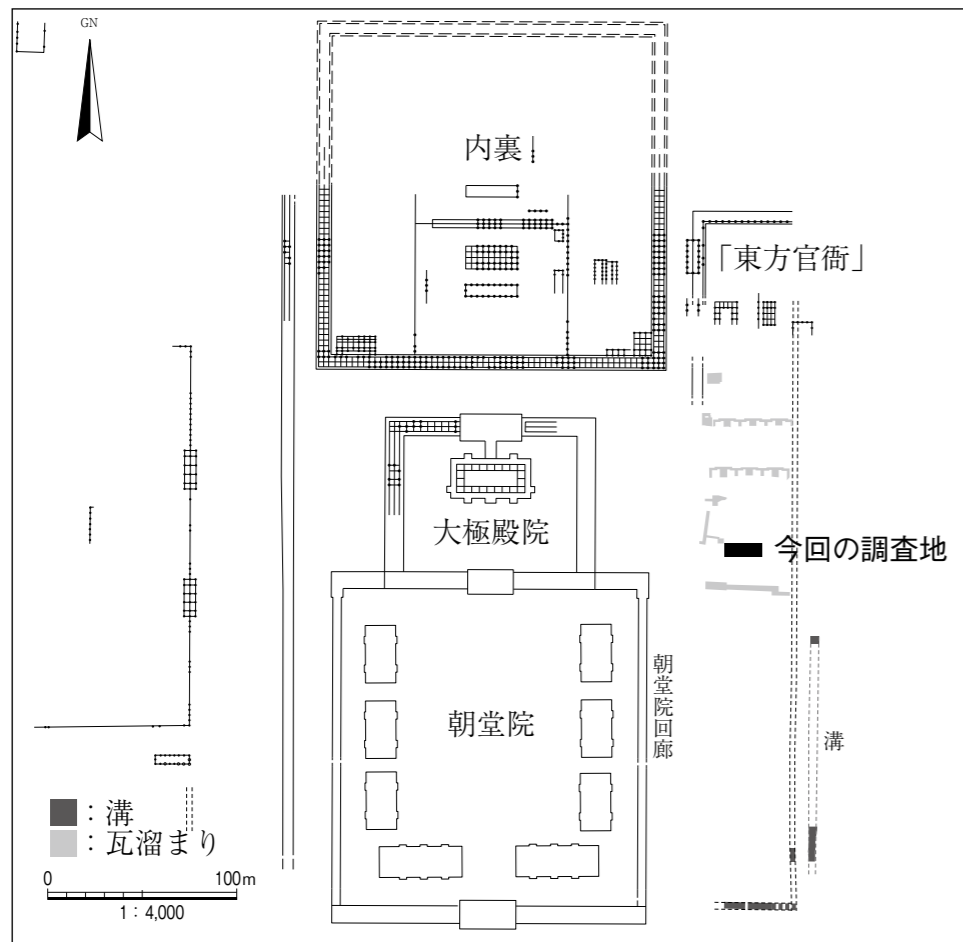 GN
内裏
「東方官衙」
大極殿院
今回の調査地
朝堂院
朝堂院回廊
溝
：溝
：瓦溜まり
0 100m
1：4,000